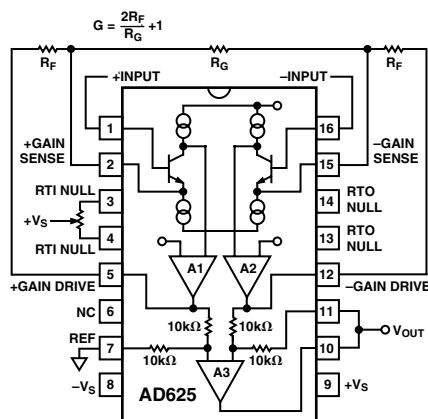 G = 2RF/RG +1
RF
RG
RF
+INPUT
–INPUT
1
16
+GAIN
SENSE
–GAIN
SENSE
2
15
RTI NULL
3
14
RTO
NULL
+VS
4
13
RTO
NULL
RTI NULL
A1
A2
5
12
+GAIN DRIVE
–GAIN DRIVE
NC
6
10kΩ
10kΩ
11
VOUT
REF
7
10kΩ
10kΩ
10
A3
–VS
8
AD625
9
+VS